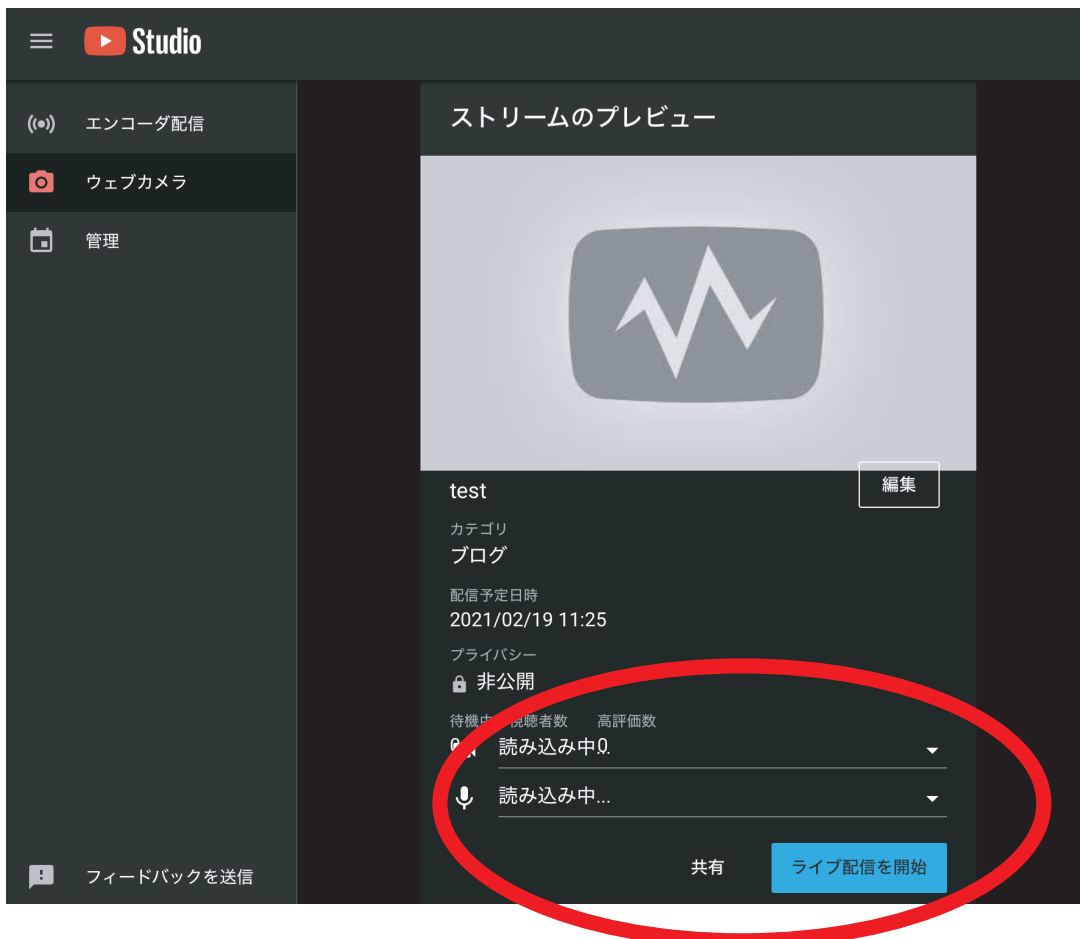 Studio
エンコーダ配信
ウェブカメラ
管理
フィードバックを送信
ストリームのプレビュー
test
編集
カテゴリ
ブログ
配信予定日時
2021/02/19 11:25
プライバシー
非公開
待機中 視聴者数 高評価数
読み込み中0
読み込み中...
共有 ライブ配信を開始